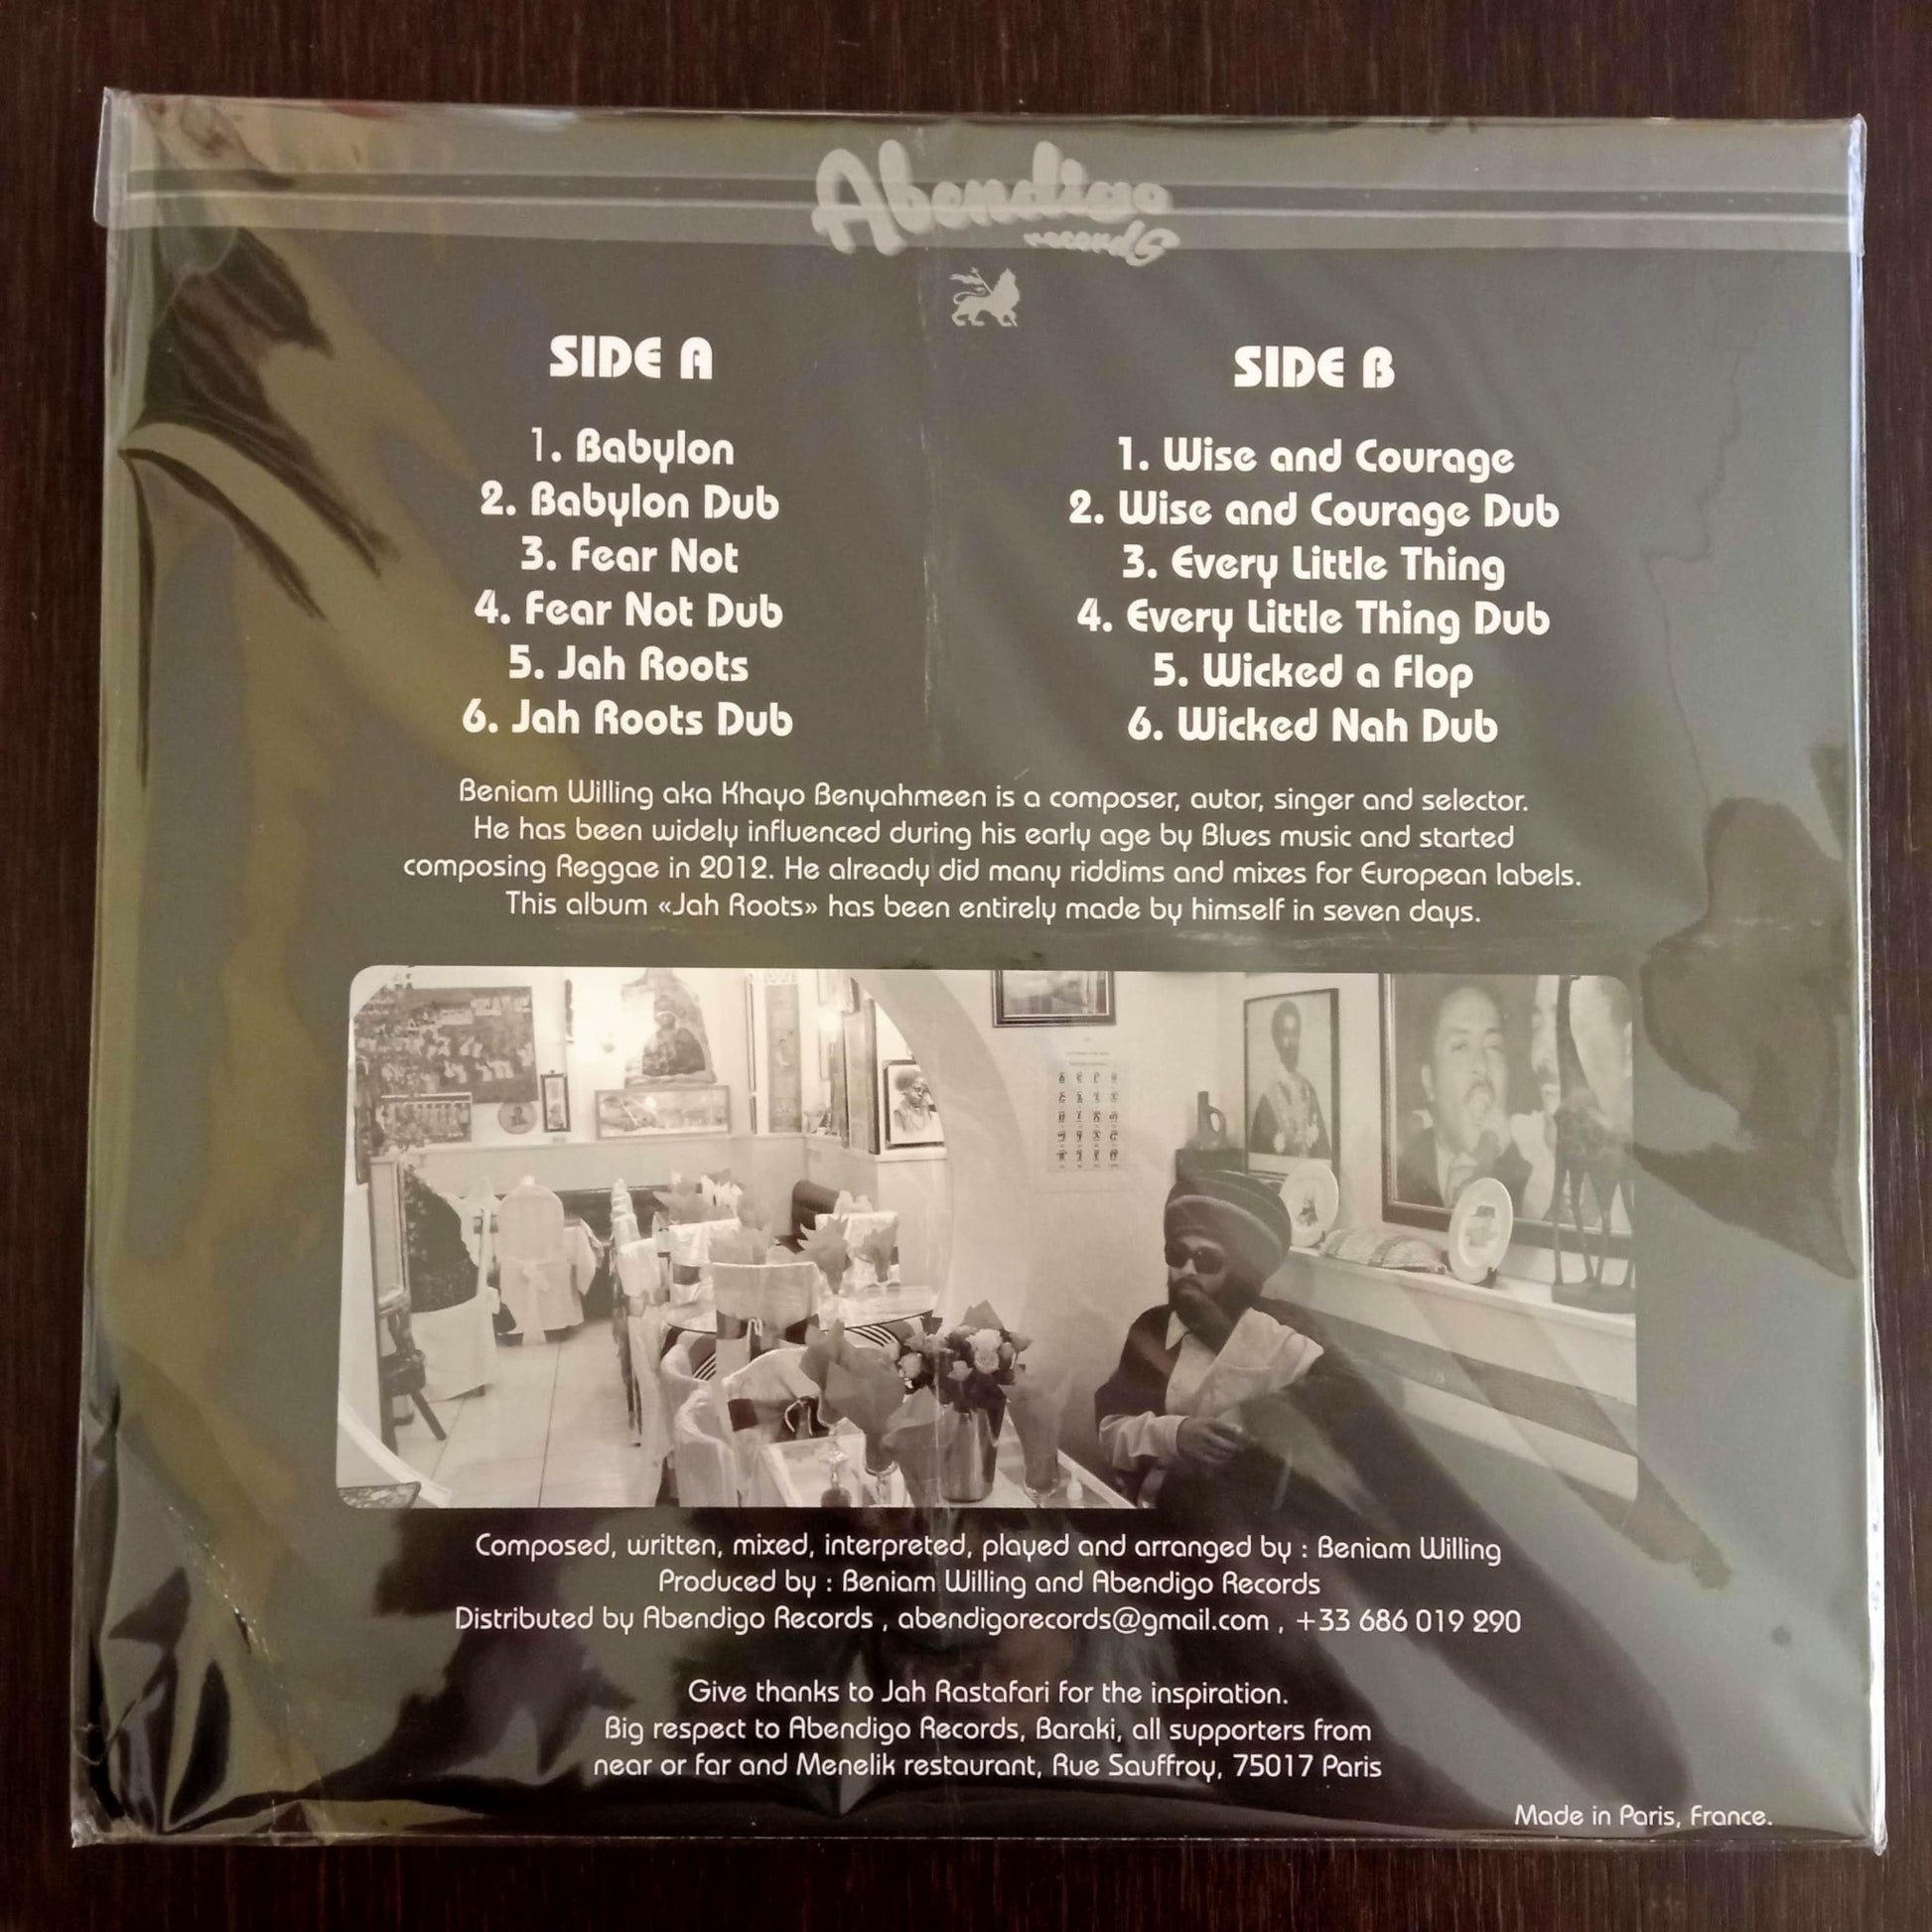 Abendigo
records
SIDE A
1. Babylon
2. Babylon Dub
3. Fear Not
4. Fear Not Dub
5. Jah Roots
6. Jah Roots Dub
SIDE B
1. Wise and Courage
2. Wise and Courage Dub
3. Every Little Thing
4. Every Little Thing Dub
5. Wicked a Flop
6. Wicked Nah Dub
Beniam Willing aka Khayo Benyahmeen is a composer, autor, singer and selector.
He has been widely influenced during his early age by Blues music and started
composing Reggae in 2012. He already did many riddims and mixes for European labels.
This album «Jah Roots» has been entirely made by himself in seven days.
Composed, written, mixed, interpreted, played and arranged by : Beniam Willing
Produced by : Beniam Willing and Abendigo Records
Distributed by Abendigo Records , abendigorecords@gmail.com , +33 686 019 290
Give thanks to Jah Rastafari for the inspiration.
Big respect to Abendigo Records, Baraki, all supporters from
near or far and Menelik restaurant, Rue Sauffroy, 75017 Paris
Made in Paris, France.